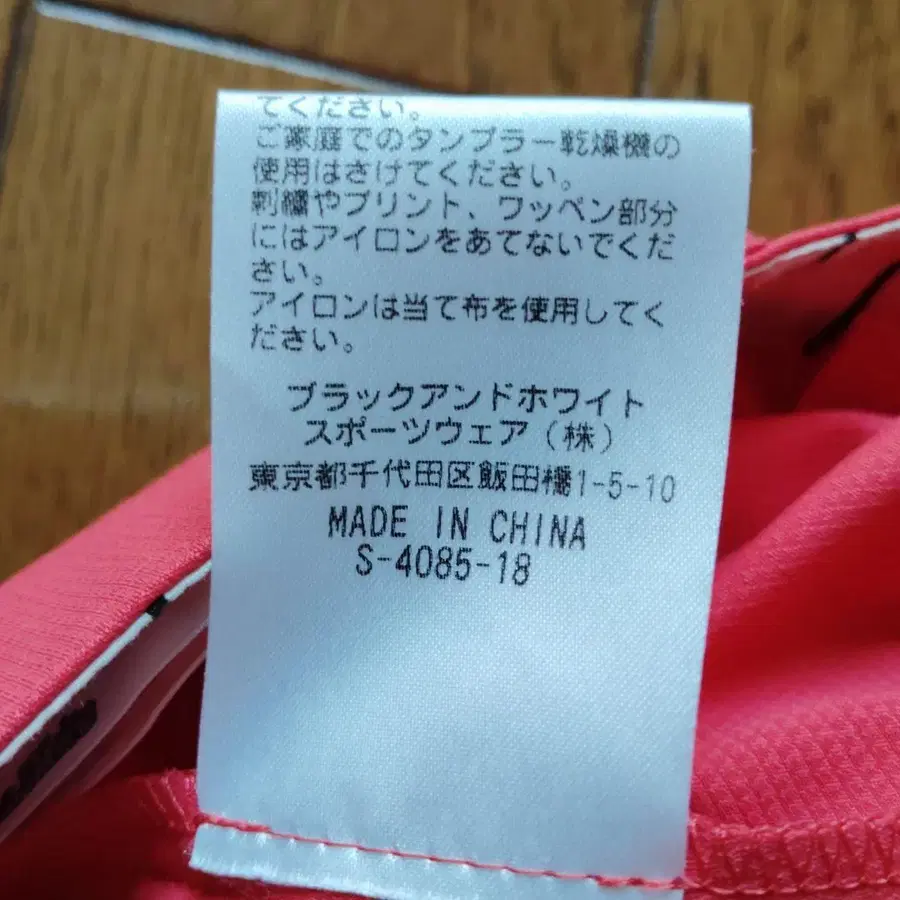 てください。
ご家庭でのタンブラー乾燥機の
使用はさけてください。
刺繍やプリント、ワッペン部分
にはアイロンをあてないでくだ
さい。
アイロンは当て布を使用してく
ださい。
ブラックアンドホワイト
スポーツウェア（株）
東京都千代田区飯田橋1-5-10
MADE IN CHINA
S-4085-18